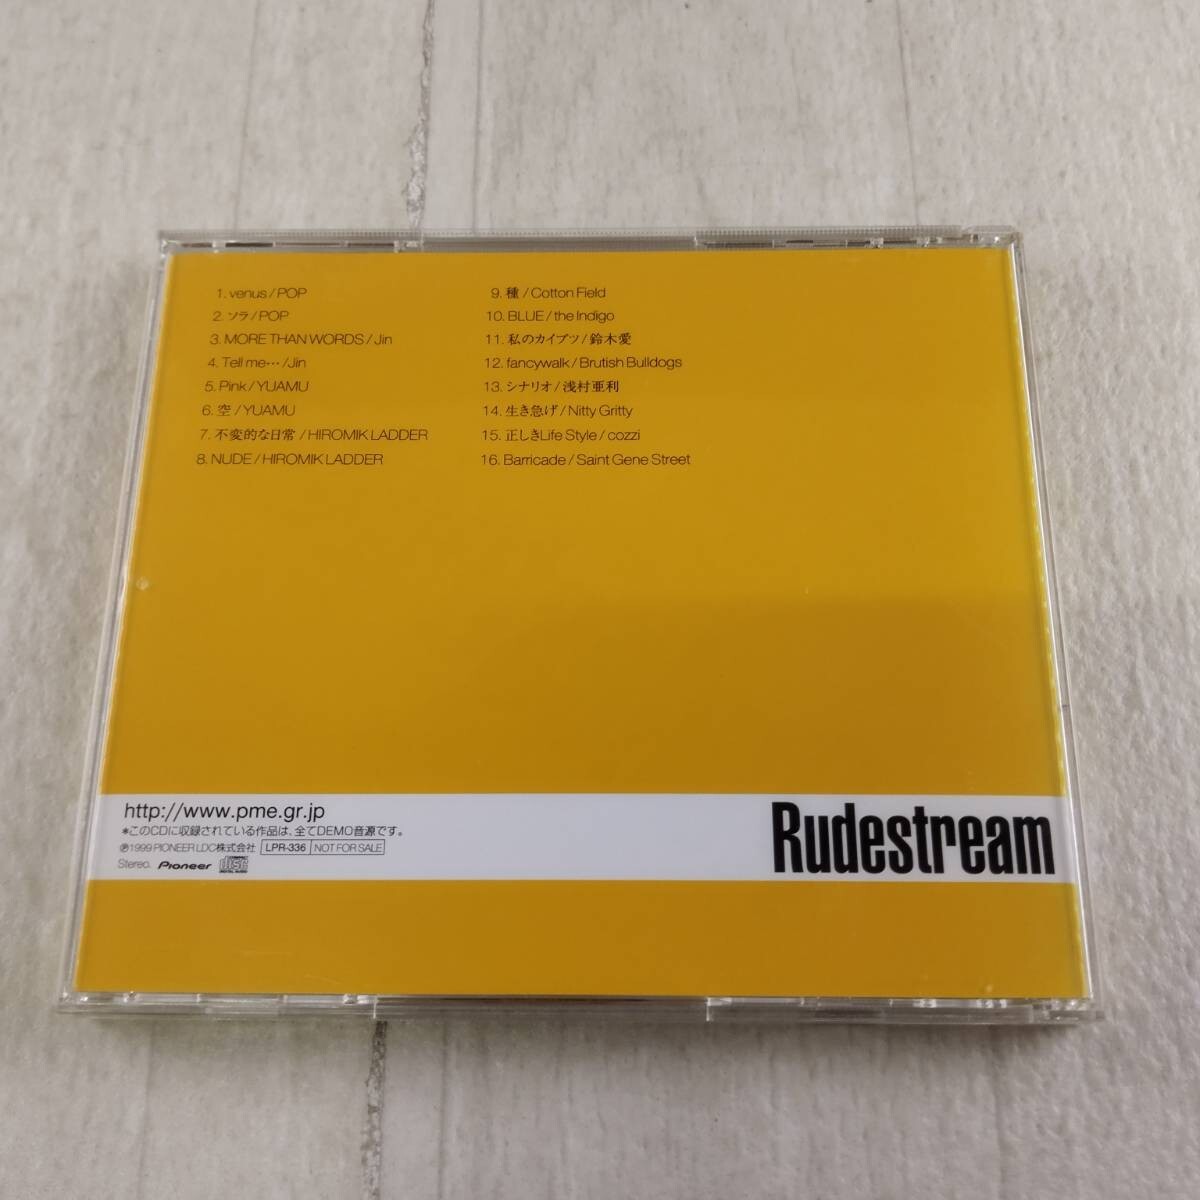 1. venus / POP
2. ソラ / POP
3. MORE THAN WORDS / Jin
4. Tell me… / Jin
5. Pink / YUAMU
6. 空 / YUAMU
7. 不変的な日常 / HIROMIK LADDER
8. NUDE / HIROMIK LADDER
9. 種 / Cotton Field
10. BLUE / the Indigo
11. 私のカイブツ / 鈴木愛
12. fancywalk / Brutish Bulldogs
13. シナリオ / 浅村亜利
14. 生き急げ / Nitty Gritty
15. 正しきLife Style / cozzi
16. Barricade / Saint Gene Street
http://www.pme.gr.jp
*このCDに収録されている作品は、全てDEMO音源です。
℗1999 PIONEER LDC株式会社 LPR-336 NOT FOR SALE
Stereo. Pioneer COMPACT disc DIGITAL AUDIO
Rudestream